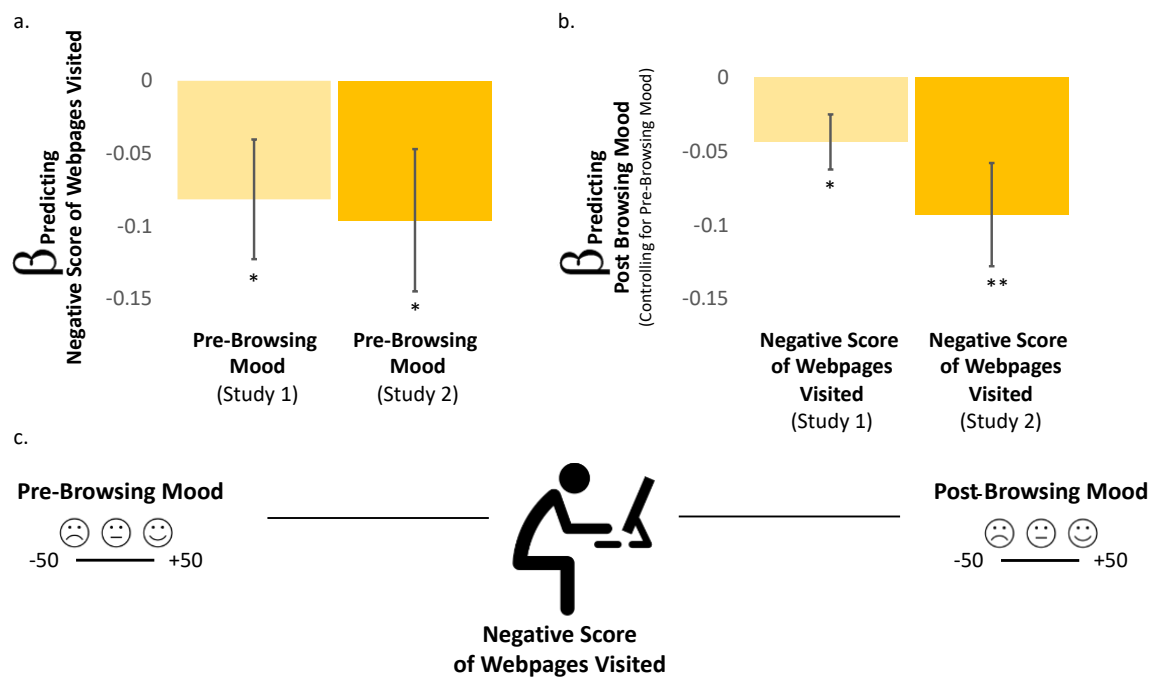 a.
β Predicting
Negative Score of Webpages Visited
0
-0.05
-0.1
-0.15
*
*
Pre-Browsing
Mood
(Study 1)
Pre-Browsing
Mood
(Study 2)
b.
β Predicting
Post Browsing Mood
(Controlling for Pre-Browsing Mood)
0
-0.05
-0.1
-0.15
*
**
Negative Score
of Webpages
Visited
(Study 1)
Negative Score
of Webpages
Visited
(Study 2)
c.
Pre-Browsing Mood
-50
+50
Negative Score
of Webpages Visited
Post-Browsing Mood
-50
+50